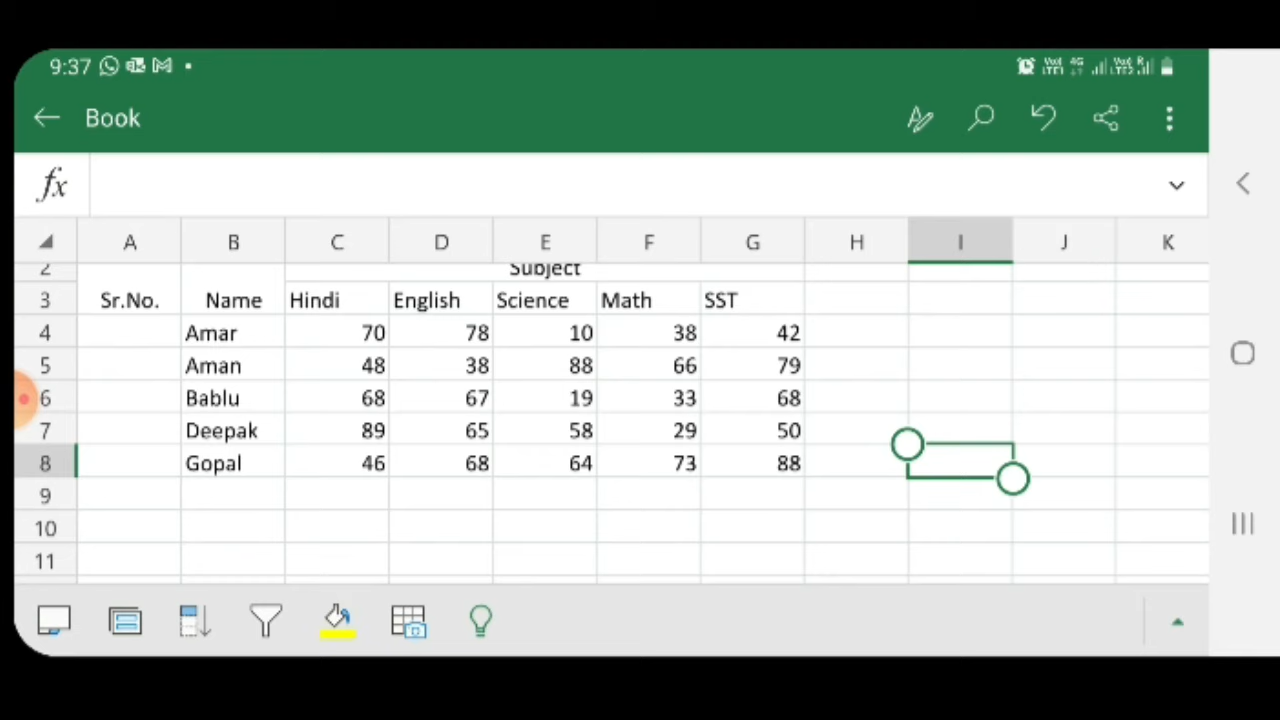 9:37
Book
fx
A B C D E F G H I J K
2 Subject
3 Sr.No. Name Hindi English Science Math SST
4 Amar 70 78 10 38 42
5 Aman 48 38 88 66 79
6 Bablu 68 67 19 33 68
7 Deepak 89 65 58 29 50
8 Gopal 46 68 64 73 88
9
10
11